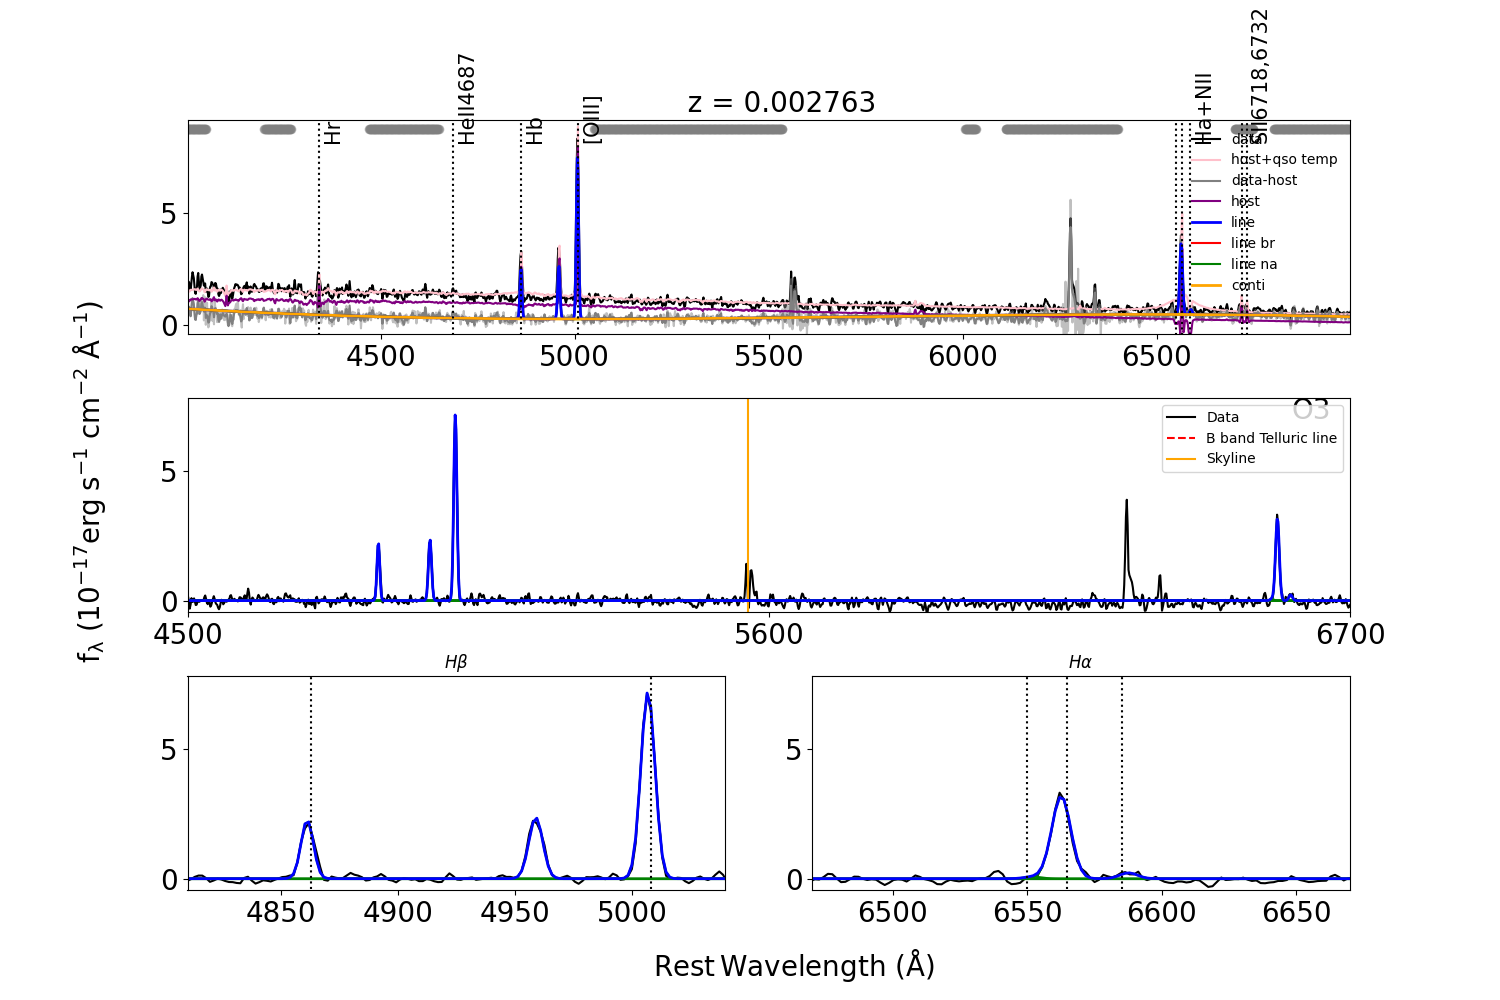 z = 0.002763
Hr
HeII4687
Hb
[OIII]
Ha+NII
SII6718,6732
data
host+qso temp
data-host
host
line
line br
line na
conti
5
0
4500
5000
5500
6000
6500
O3
Data
B band Telluric line
Skyline
5
0
4500
5600
6700
fλ (10⁻¹⁷erg s⁻¹ cm⁻² Å⁻¹)
Hβ
5
0
4850
4900
4950
5000
Hα
5
0
6500
6550
6600
6650
Rest Wavelength (Å)